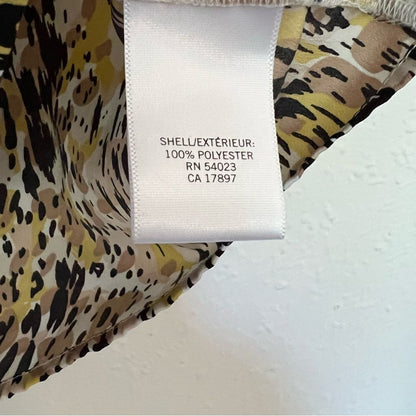 SHELL/EXTÉRIEUR:
100% POLYESTER
RN 54023
CA 17897